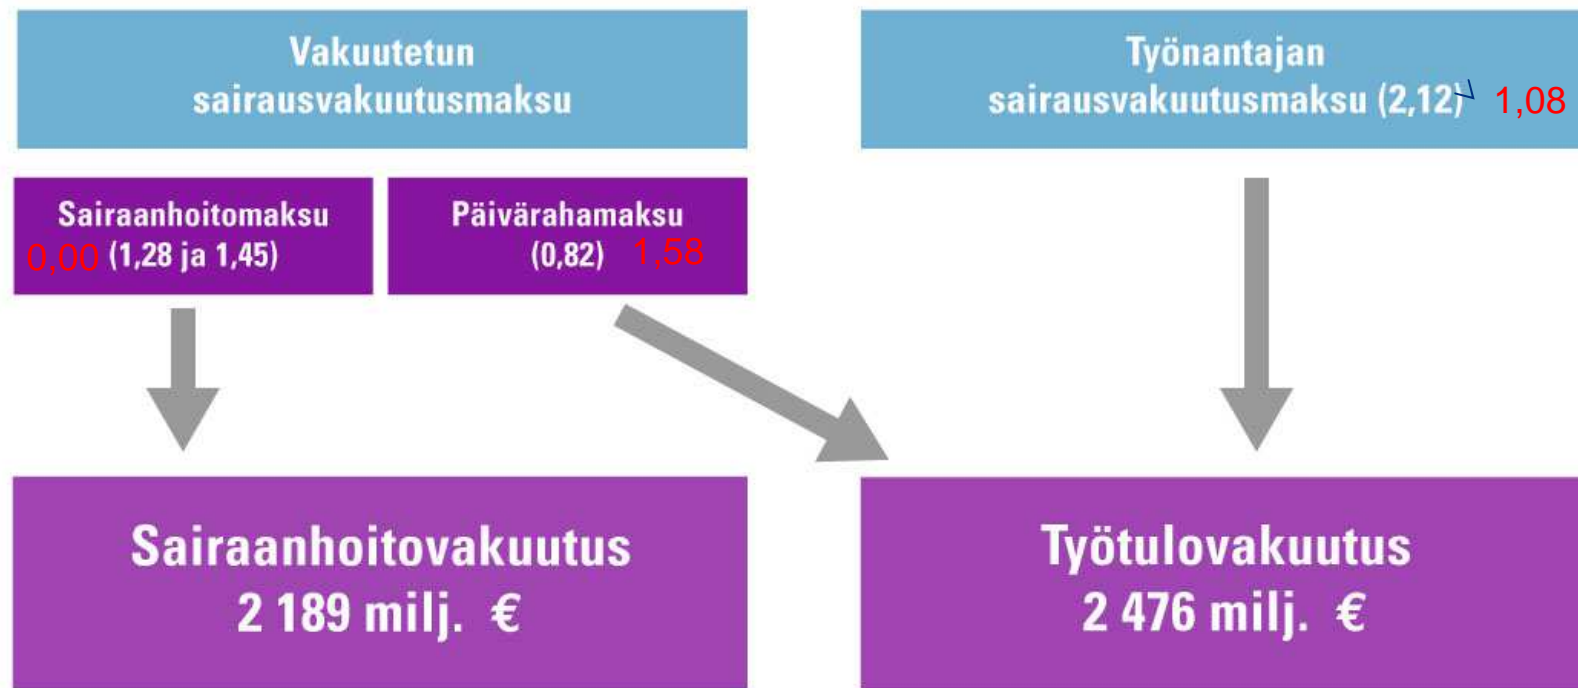 Vakuutetun
sairausvakuutusmaksu
Työnantajan
sairausvakuutusmaksu (2,12) 1,08
Sairaanhoitomaksu
0,00 (1,28 ja 1,45)
Päivärahamaksu
(0,82) 1,58
Sairaanhoitovakuutus
2 189 milj. €
Työtulovakuutus
2 476 milj. €